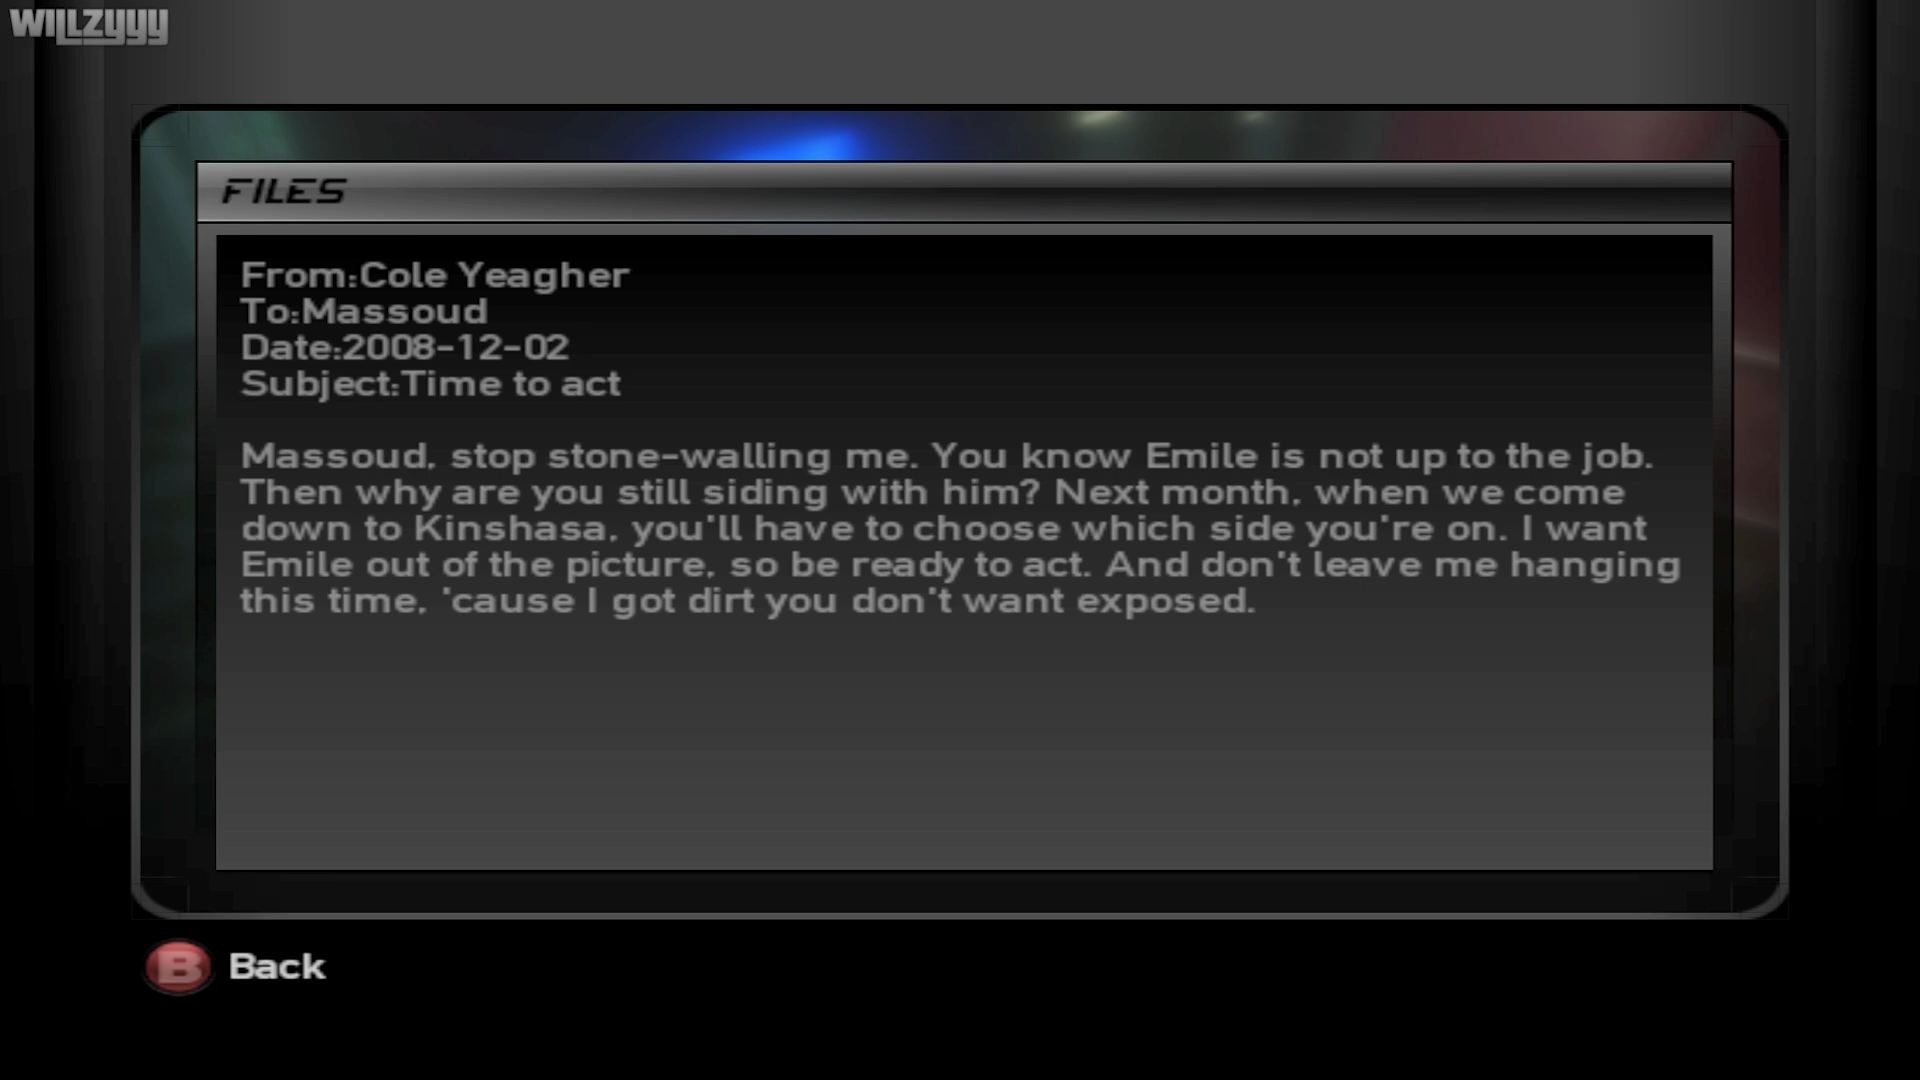 WILLZYYY
FILES
From:Cole Yeagher
To:Massoud
Date:2008-12-02
Subject:Time to act
Massoud, stop stone-walling me. You know Emile is not up to the job.
Then why are you still siding with him? Next month, when we come
down to Kinshasa, you'll have to choose which side you're on. I want
Emile out of the picture, so be ready to act. And don't leave me hanging
this time, 'cause I got dirt you don't want exposed.
B Back